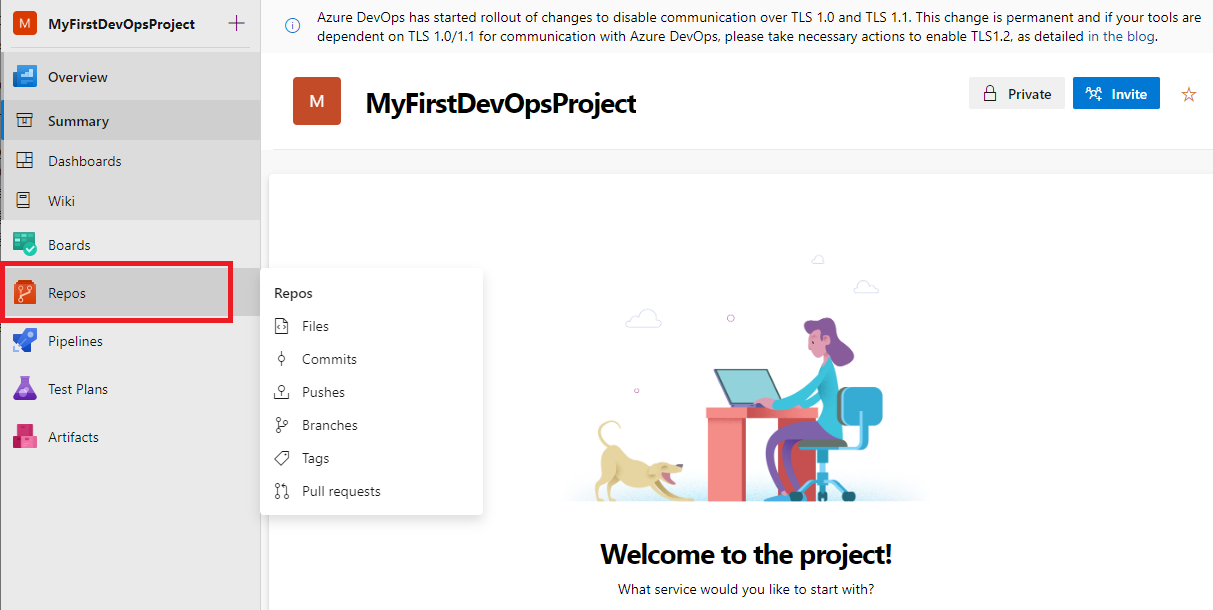 M MyFirstDevOpsProject
Overview
Summary
Dashboards
Wiki
Boards
Repos
Pipelines
Test Plans
Artifacts
Repos
Files
Commits
Pushes
Branches
Tags
Pull requests
Azure DevOps has started rollout of changes to disable communication over TLS 1.0 and TLS 1.1. This change is permanent and if your tools are
dependent on TLS 1.0/1.1 for communication with Azure DevOps, please take necessary actions to enable TLS1.2, as detailed in the blog.
M MyFirstDevOpsProject
Private
Invite
Welcome to the project!
What service would you like to start with?